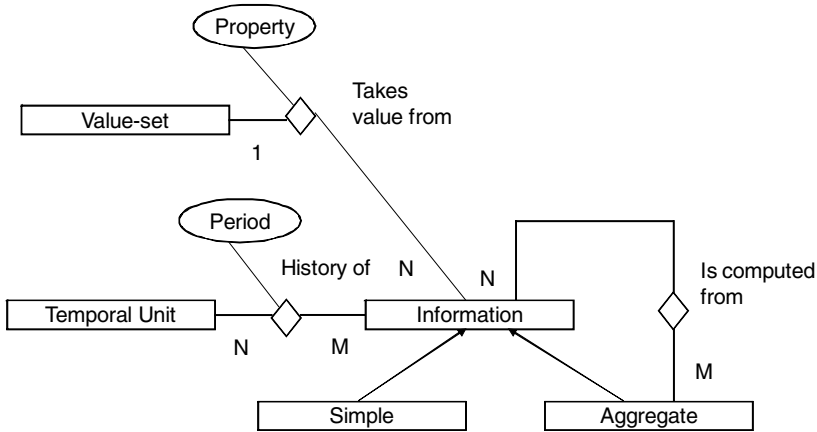 Property
Takes
value from
Value-set
1
Period
History of
N
N
Is computed
from
Temporal Unit
Information
N
M
M
Simple
Aggregate